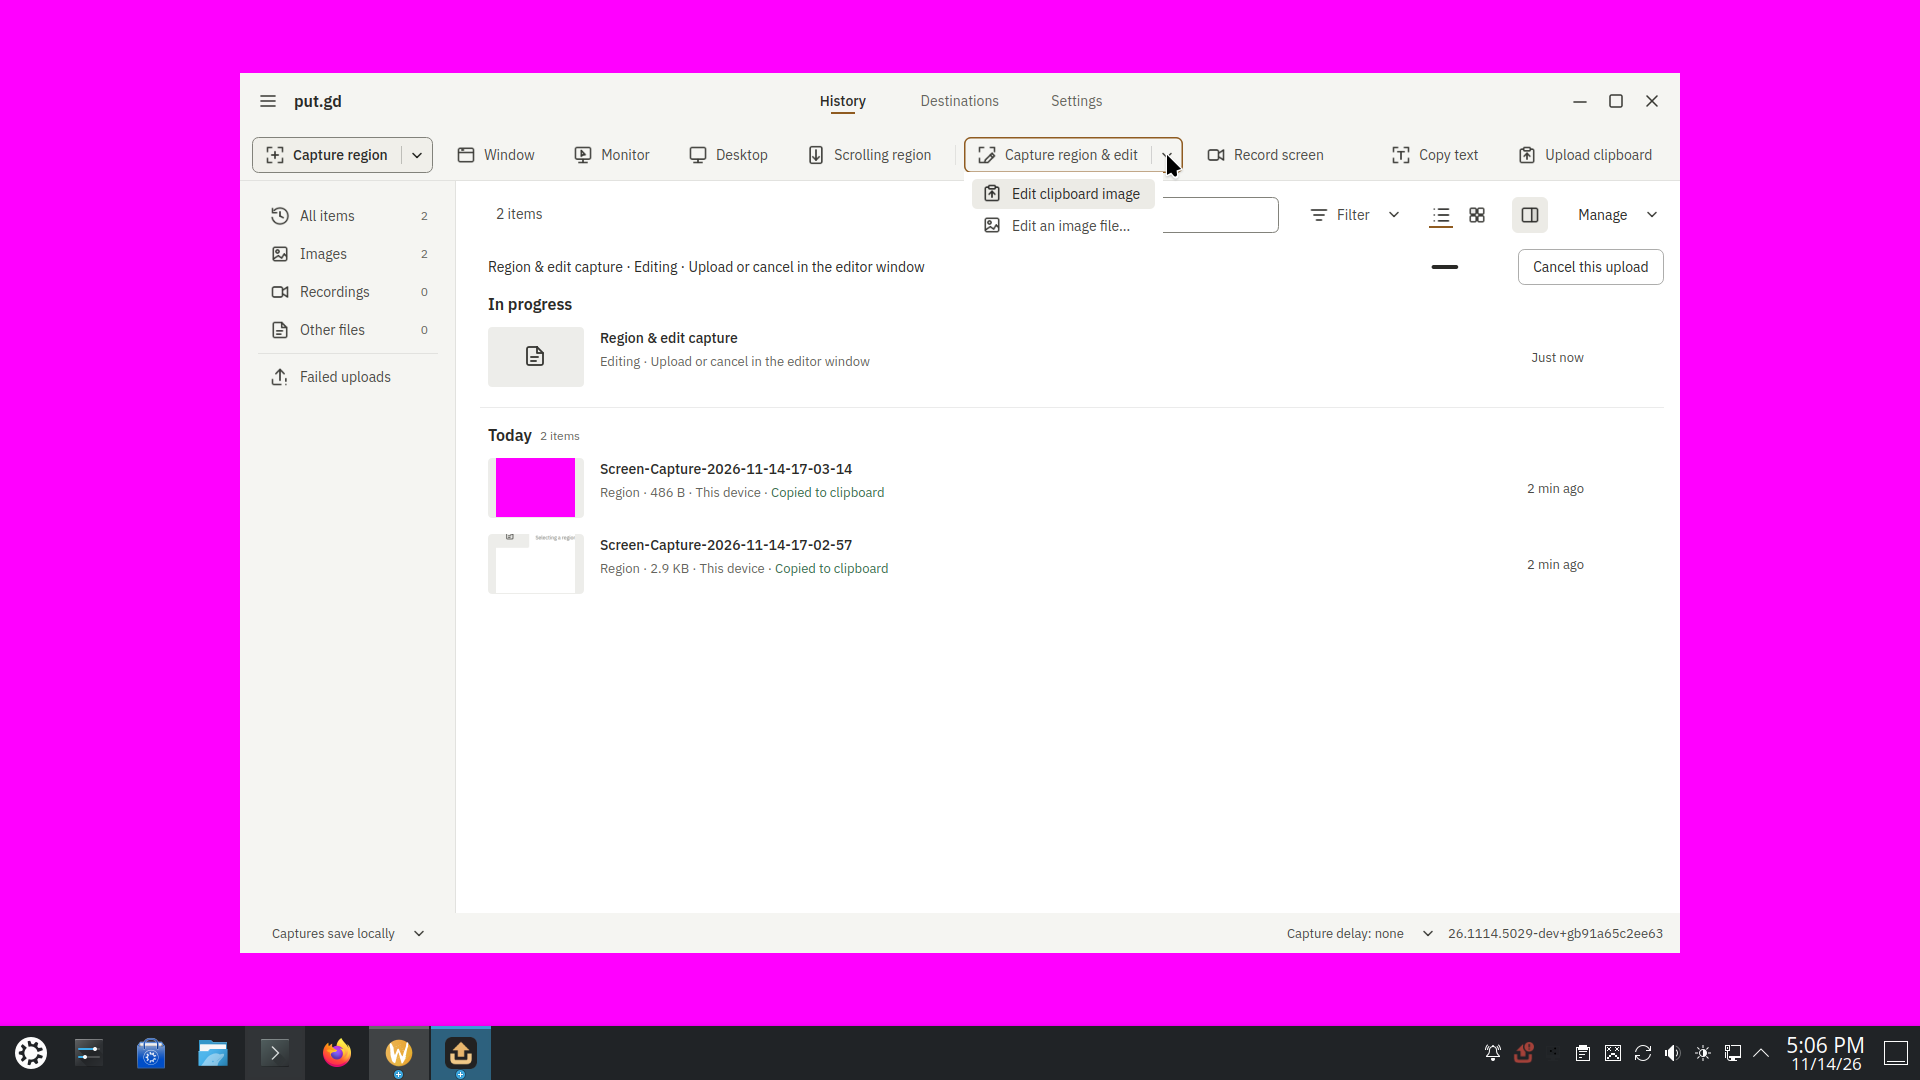 put.gd
History
Destinations
Settings
Capture region
Window
Monitor
Desktop
Scrolling region
Capture region & edit
Record screen
Copy text
Upload clipboard
Edit clipboard image
Edit an image file...
All items 2
Images 2
Recordings 0
Other files 0
Failed uploads
2 items
Filter
Manage
Region & edit capture · Editing · Upload or cancel in the editor window
Cancel this upload
In progress
Region & edit capture
Editing · Upload or cancel in the editor window
Just now
Today 2 items
Screen-Capture-2026-11-14-17-03-14
Region · 486 B · This device · Copied to clipboard
2 min ago
Selecting a region
Screen-Capture-2026-11-14-17-02-57
Region · 2.9 KB · This device · Copied to clipboard
2 min ago
Captures save locally
Capture delay: none
26.1114.5029-dev+gb91a65c2ee63
5:06 PM
11/14/26